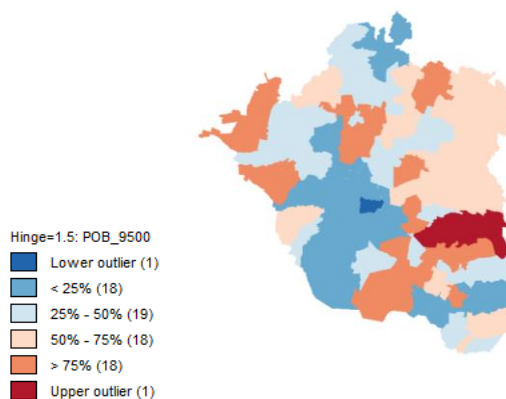 Hinge=1.5: POB_9500
Lower outlier (1)
< 25% (18)
25% - 50% (19)
50% - 75% (18)
> 75% (18)
Upper outlier (1)